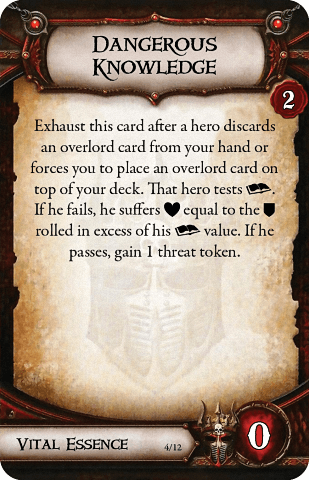 DANGEROUS
KNOWLEDGE
2
Exhaust this card after a hero discards
an overlord card from your hand or
forces you to place an overlord card on
top of your deck. That hero tests .
If he fails, he suffers equal to the
rolled in excess of his value. If he
passes, gain 1 threat token.
VITAL ESSENCE
4/12
0